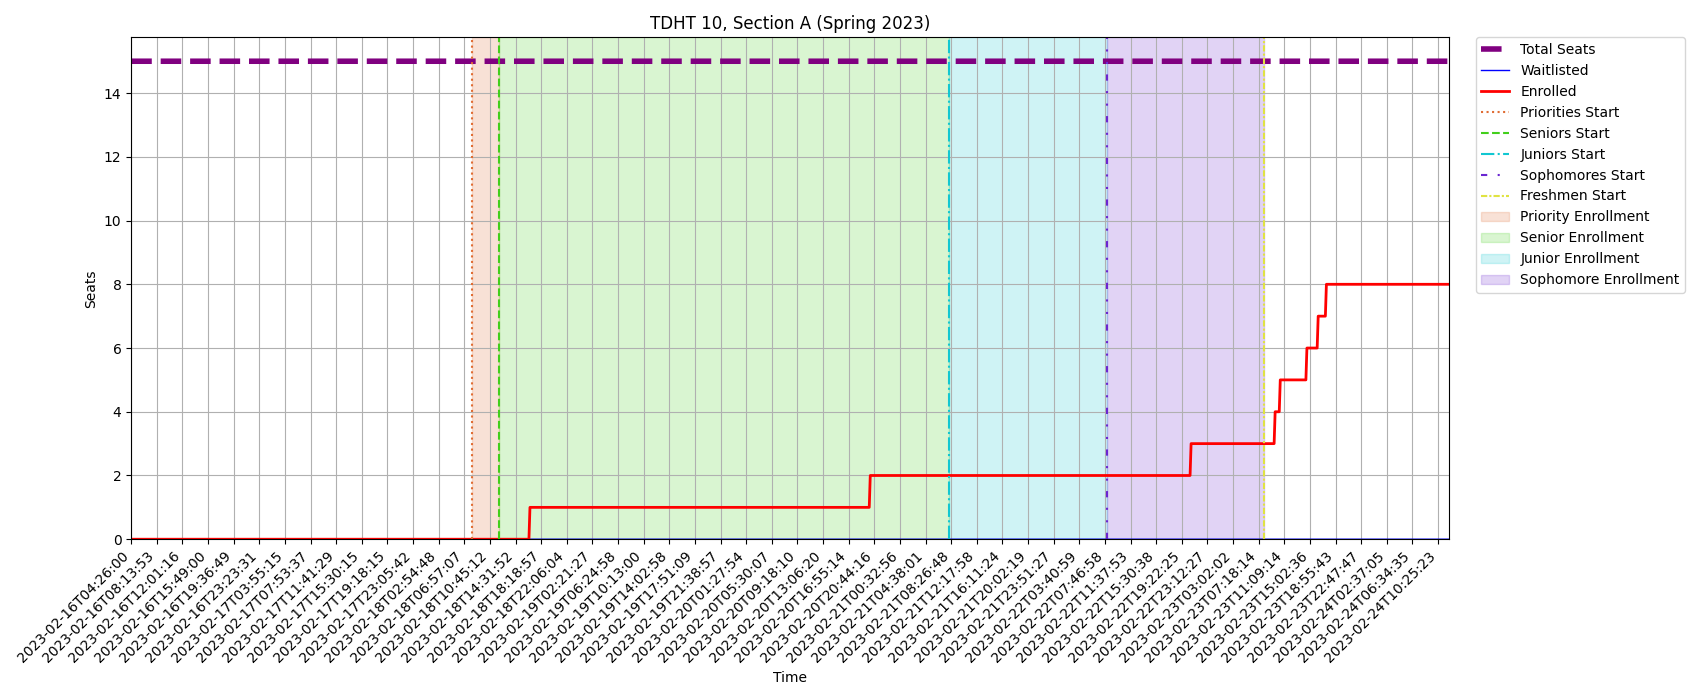 TDHT 10, Section A (Spring 2023)
Seats
14
12
10
8
6
4
2
0
2023-02-16T04:26:00
2023-02-16T08:13:53
2023-02-16T12:01:16
2023-02-16T15:49:00
2023-02-16T19:36:49
2023-02-16T23:23:31
2023-02-17T03:55:15
2023-02-17T07:53:37
2023-02-17T11:41:29
2023-02-17T15:30:15
2023-02-17T19:18:15
2023-02-17T23:05:42
2023-02-18T02:54:48
2023-02-18T06:57:07
2023-02-18T10:45:12
2023-02-18T14:31:52
2023-02-18T18:18:57
2023-02-18T22:06:04
2023-02-19T02:21:27
2023-02-19T06:24:58
2023-02-19T10:13:00
2023-02-19T14:02:58
2023-02-19T17:51:09
2023-02-19T21:38:57
2023-02-20T01:27:54
2023-02-20T05:30:07
2023-02-20T09:18:10
2023-02-20T13:06:20
2023-02-20T16:55:14
2023-02-20T20:44:16
2023-02-21T00:32:56
2023-02-21T04:38:01
2023-02-21T08:26:48
2023-02-21T12:17:58
2023-02-21T16:11:24
2023-02-21T20:02:19
2023-02-21T23:51:27
2023-02-22T03:40:59
2023-02-22T07:46:58
2023-02-22T11:37:53
2023-02-22T15:30:38
2023-02-22T19:22:25
2023-02-22T23:12:27
2023-02-23T03:02:02
2023-02-23T07:18:14
2023-02-23T11:09:14
2023-02-23T15:02:36
2023-02-23T18:55:43
2023-02-23T22:47:47
2023-02-24T02:37:05
2023-02-24T06:34:35
2023-02-24T10:25:23
Time
Total Seats
Waitlisted
Enrolled
Priorities Start
Seniors Start
Juniors Start
Sophomores Start
Freshmen Start
Priority Enrollment
Senior Enrollment
Junior Enrollment
Sophomore Enrollment